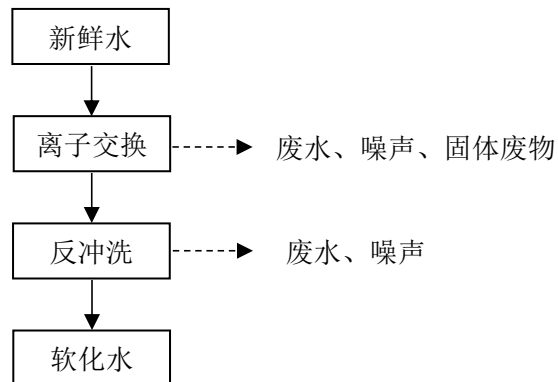 新鲜水
离子交换
废水、噪声、固体废物
反冲洗
废水、噪声
软化水